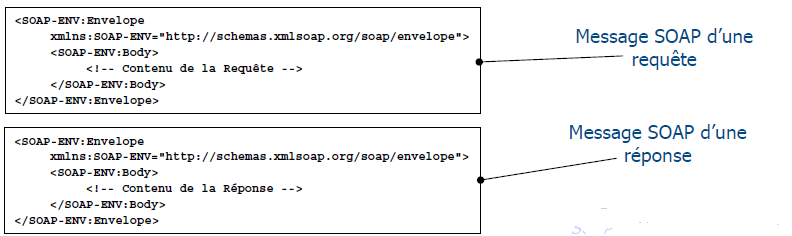 <SOAP-ENV:Envelope
xmlns:SOAP-ENV="http://schemas.xmlsoap.org/soap/envelope">
<SOAP-ENV:Body>
<!-- Contenu de la Requête -->
</SOAP-ENV:Body>
</SOAP-ENV:Envelope>
Message SOAP d’une
requête
<SOAP-ENV:Envelope
xmlns:SOAP-ENV="http://schemas.xmlsoap.org/soap/envelope">
<SOAP-ENV:Body>
<!-- Contenu de la Réponse -->
</SOAP-ENV:Body>
</SOAP-ENV:Envelope>
Message SOAP d’une
réponse